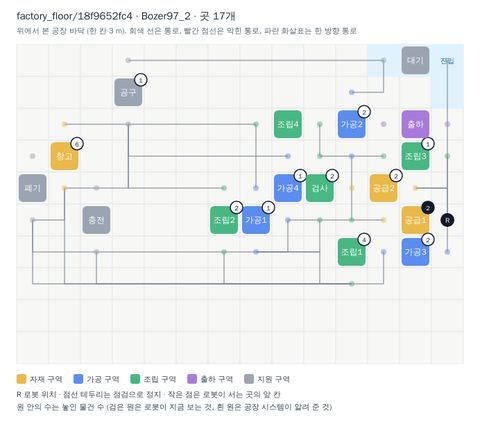 factory_floor/18f9652fc4 · Bozer97_2 · 곳 17개
위에서 본 공장 바닥 (한 칸 3 m). 회색 선은 통로, 빨간 점선은 막힌 통로, 파란 화살표는 한 방향 통로
대기
공구 1
조립4
가공2 2
출하
창고 6
조립3 1
폐기
가공4 1
검사 2
공급2 2
충전
조립2 2
가공1 1
공급1 2
R
조립1 4
가공3 2
자재 구역
가공 구역
조립 구역
출하 구역
지원 구역
R 로봇 위치 · 점선 테두리는 점검으로 정지 · 작은 점은 로봇이 서는 곳의 앞 칸
원 안의 수는 놓인 물건 수 (검은 원은 로봇이 지금 보는 것, 흰 원은 공장 시스템이 알려 준 것)